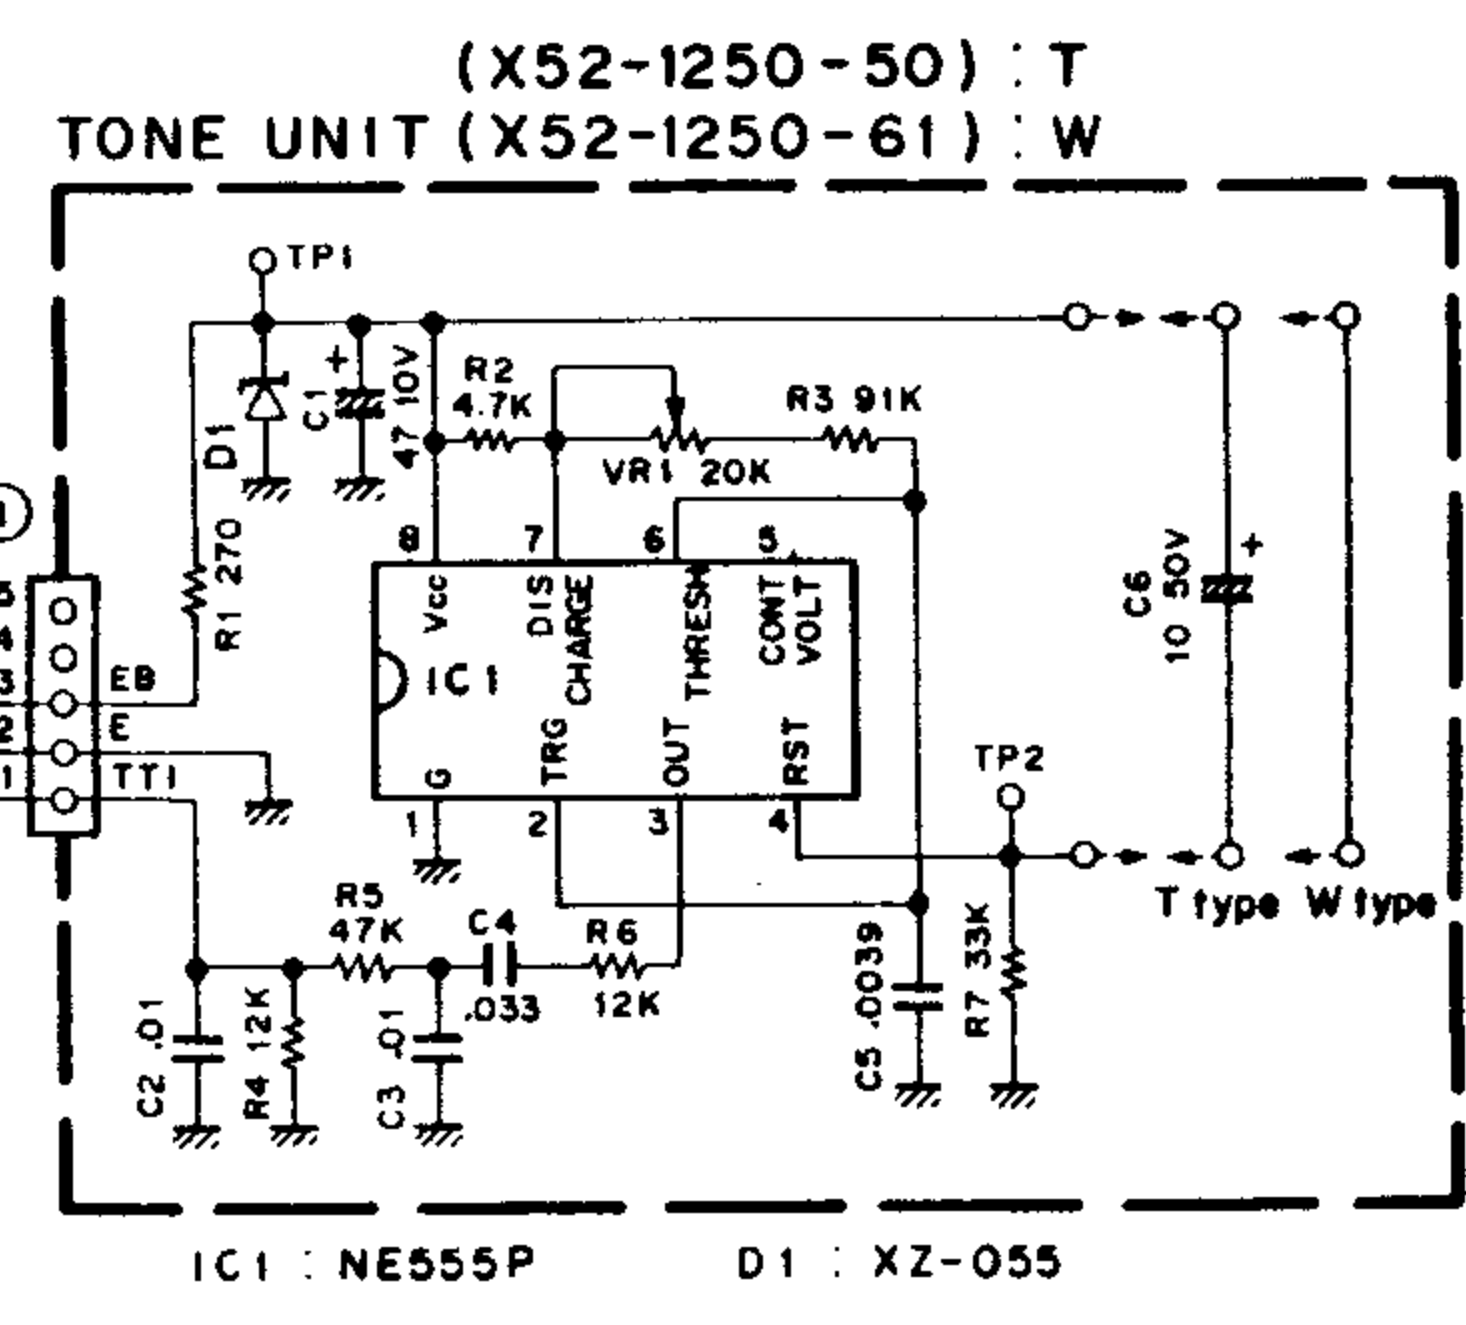 (X52-1250-50) : T
TONE UNIT (X52-1250-61) : W
TP1
R2
4.7K
R3 91K
VR1 20K
D1
C1
+
47 10V
1
R1 270
8
7
6
5
Vcc
DIS
CHARGE
THRESH
CONT
VOLT
IC1
G
TRG
OUT
RST
1
2
3
4
5
4
3
2
1
EB
E
TT1
C6
10 50V
+
TP2
T type
W type
R5
47K
C4
.033
R6
12K
C2 .01
R4 12K
C3 .01
C5 .0039
R7 33K
IC1 : NE555P
D1 : XZ-055